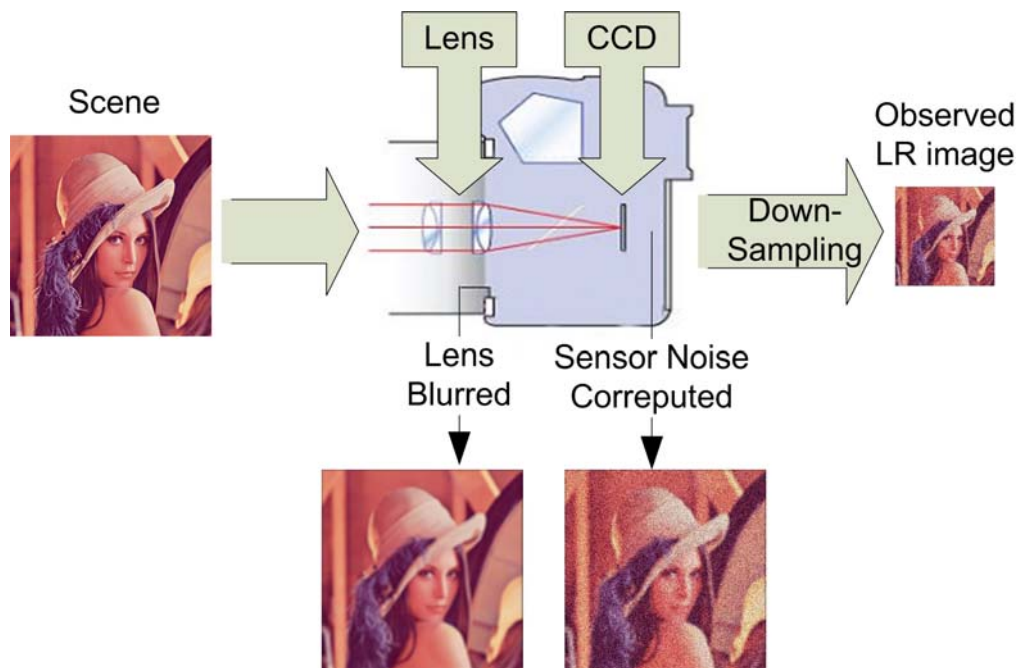 Lens
CCD
Scene
Observed
LR image
Down-
Sampling
Lens
Blurred
Sensor Noise
Correputed